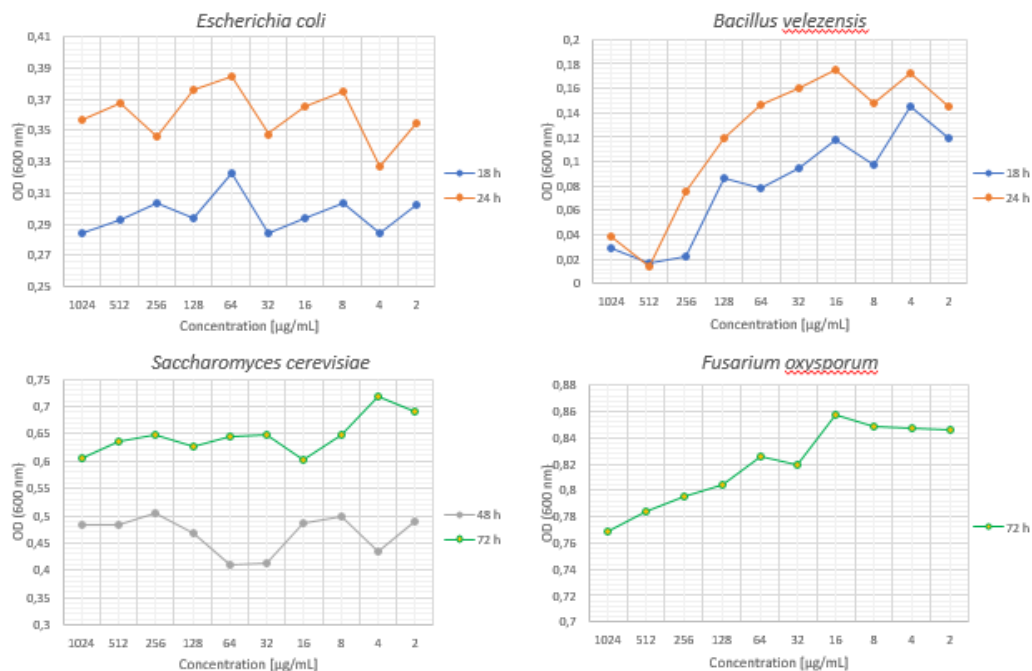 Escherichia coli
0,41
0,39
0,37
0,35
0,33
0,31
0,29
0,27
0,25
OD (600 nm)
1024 512 256 128 64 32 16 8 4 2
Concentration [µg/mL]
18 h
24 h
Bacillus velezensis
0,2
0,18
0,16
0,14
0,12
0,1
0,08
0,06
0,04
0,02
0
OD (600 nm)
1024 512 256 128 64 32 16 8 4 2
Concentration [µg/mL]
18 h
24 h
Saccharomyces cerevisiae
0,75
0,7
0,65
0,6
0,55
0,5
0,45
0,4
0,35
0,3
OD (600 nm)
1024 512 256 128 64 32 16 8 4 2
Concentration [µg/mL]
48 h
72 h
Fusarium oxysporum
0,88
0,86
0,84
0,82
0,8
0,78
0,76
0,74
0,72
0,7
OD (600 nm)
1024 512 256 128 64 32 16 8 4 2
Concentration [µg/mL]
72 h